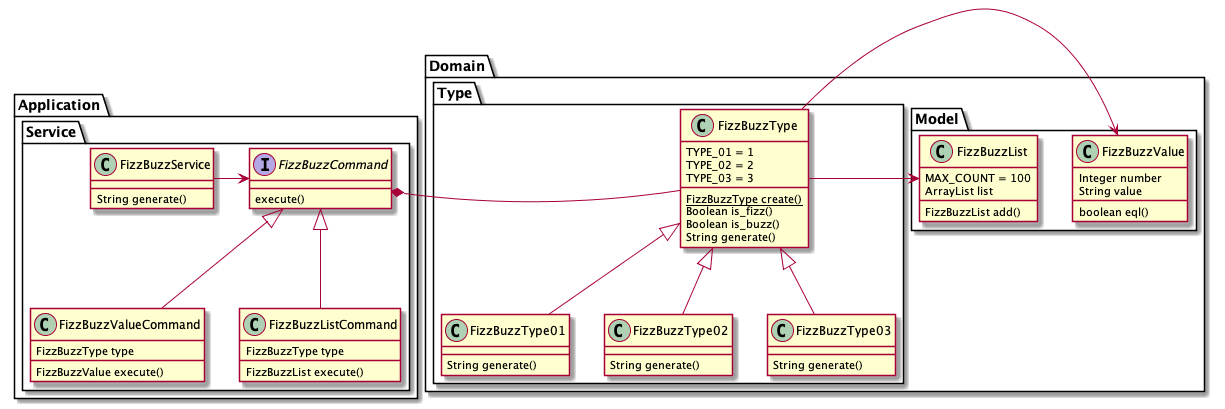 Application
Service
C FizzBuzzService
String generate()
I FizzBuzzCommand
execute()
C FizzBuzzValueCommand
FizzBuzzType type
FizzBuzzValue execute()
C FizzBuzzListCommand
FizzBuzzType type
FizzBuzzList execute()
Domain
Type
C FizzBuzzType
TYPE_01 = 1
TYPE_02 = 2
TYPE_03 = 3
FizzBuzzType create()
Boolean is_fizz()
Boolean is_buzz()
String generate()
C FizzBuzzType01
String generate()
C FizzBuzzType02
String generate()
C FizzBuzzType03
String generate()
Model
C FizzBuzzList
MAX_COUNT = 100
ArrayList list
FizzBuzzList add()
C FizzBuzzValue
Integer number
String value
boolean eql()